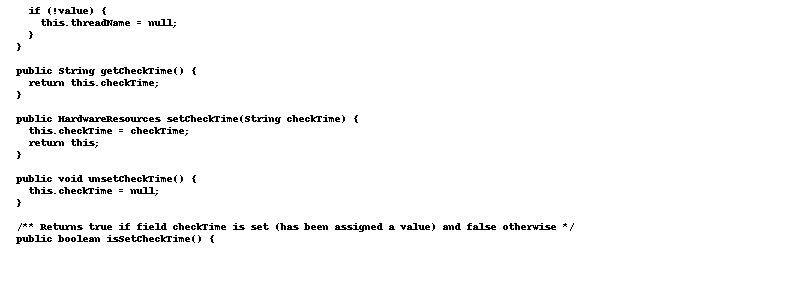 if (!value) {
this.threadName = null;
}
}
public String getCheckTime() {
return this.checkTime;
}
public HardwareResources setCheckTime(String checkTime) {
this.checkTime = checkTime;
return this;
}
public void unsetCheckTime() {
this.checkTime = null;
}
/** Returns true if field checkTime is set (has been assigned a value) and false otherwise */
public boolean isSetCheckTime() {